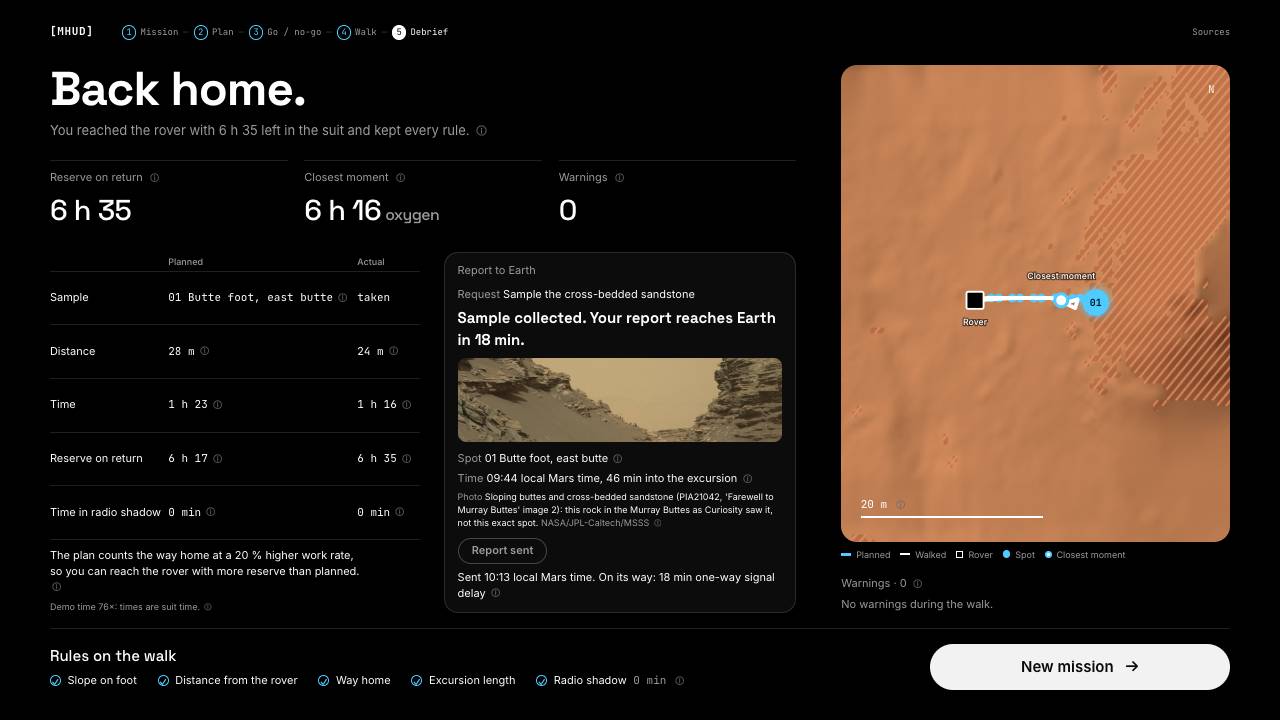 [MHUD] 1 Mission 2 Plan 3 Go / no-go 4 Walk 5 Debrief Sources
Back home.
You reached the rover with 6 h 35 left in the suit and kept every rule.
Reserve on return
6 h 35
Closest moment
6 h 16 oxygen
Warnings
0
Planned Actual
Sample 01 Butte foot, east butte taken
Distance 28 m 24 m
Time 1 h 23 1 h 16
Reserve on return 6 h 17 6 h 35
Time in radio shadow 0 min 0 min
The plan counts the way home at a 20 % higher work rate,
so you can reach the rover with more reserve than planned.
Demo time 76×: times are suit time.
Report to Earth
Request Sample the cross-bedded sandstone
Sample collected. Your report reaches Earth
in 18 min.
Spot 01 Butte foot, east butte
Time 09:44 local Mars time, 46 min into the excursion
Photo Sloping buttes and cross-bedded sandstone (PIA21042, 'Farewell to
Murray Buttes' image 2): this rock in the Murray Buttes as Curiosity saw it,
not this exact spot. NASA/JPL-Caltech/MSSS
Report sent
Sent 10:13 local Mars time. On its way: 18 min one-way signal
delay
N
Closest moment
01
Rover
20 m
Planned Walked Rover Spot Closest moment
Warnings · 0
No warnings during the walk.
Rules on the walk
Slope on foot Distance from the rover Way home Excursion length Radio shadow 0 min
New mission →